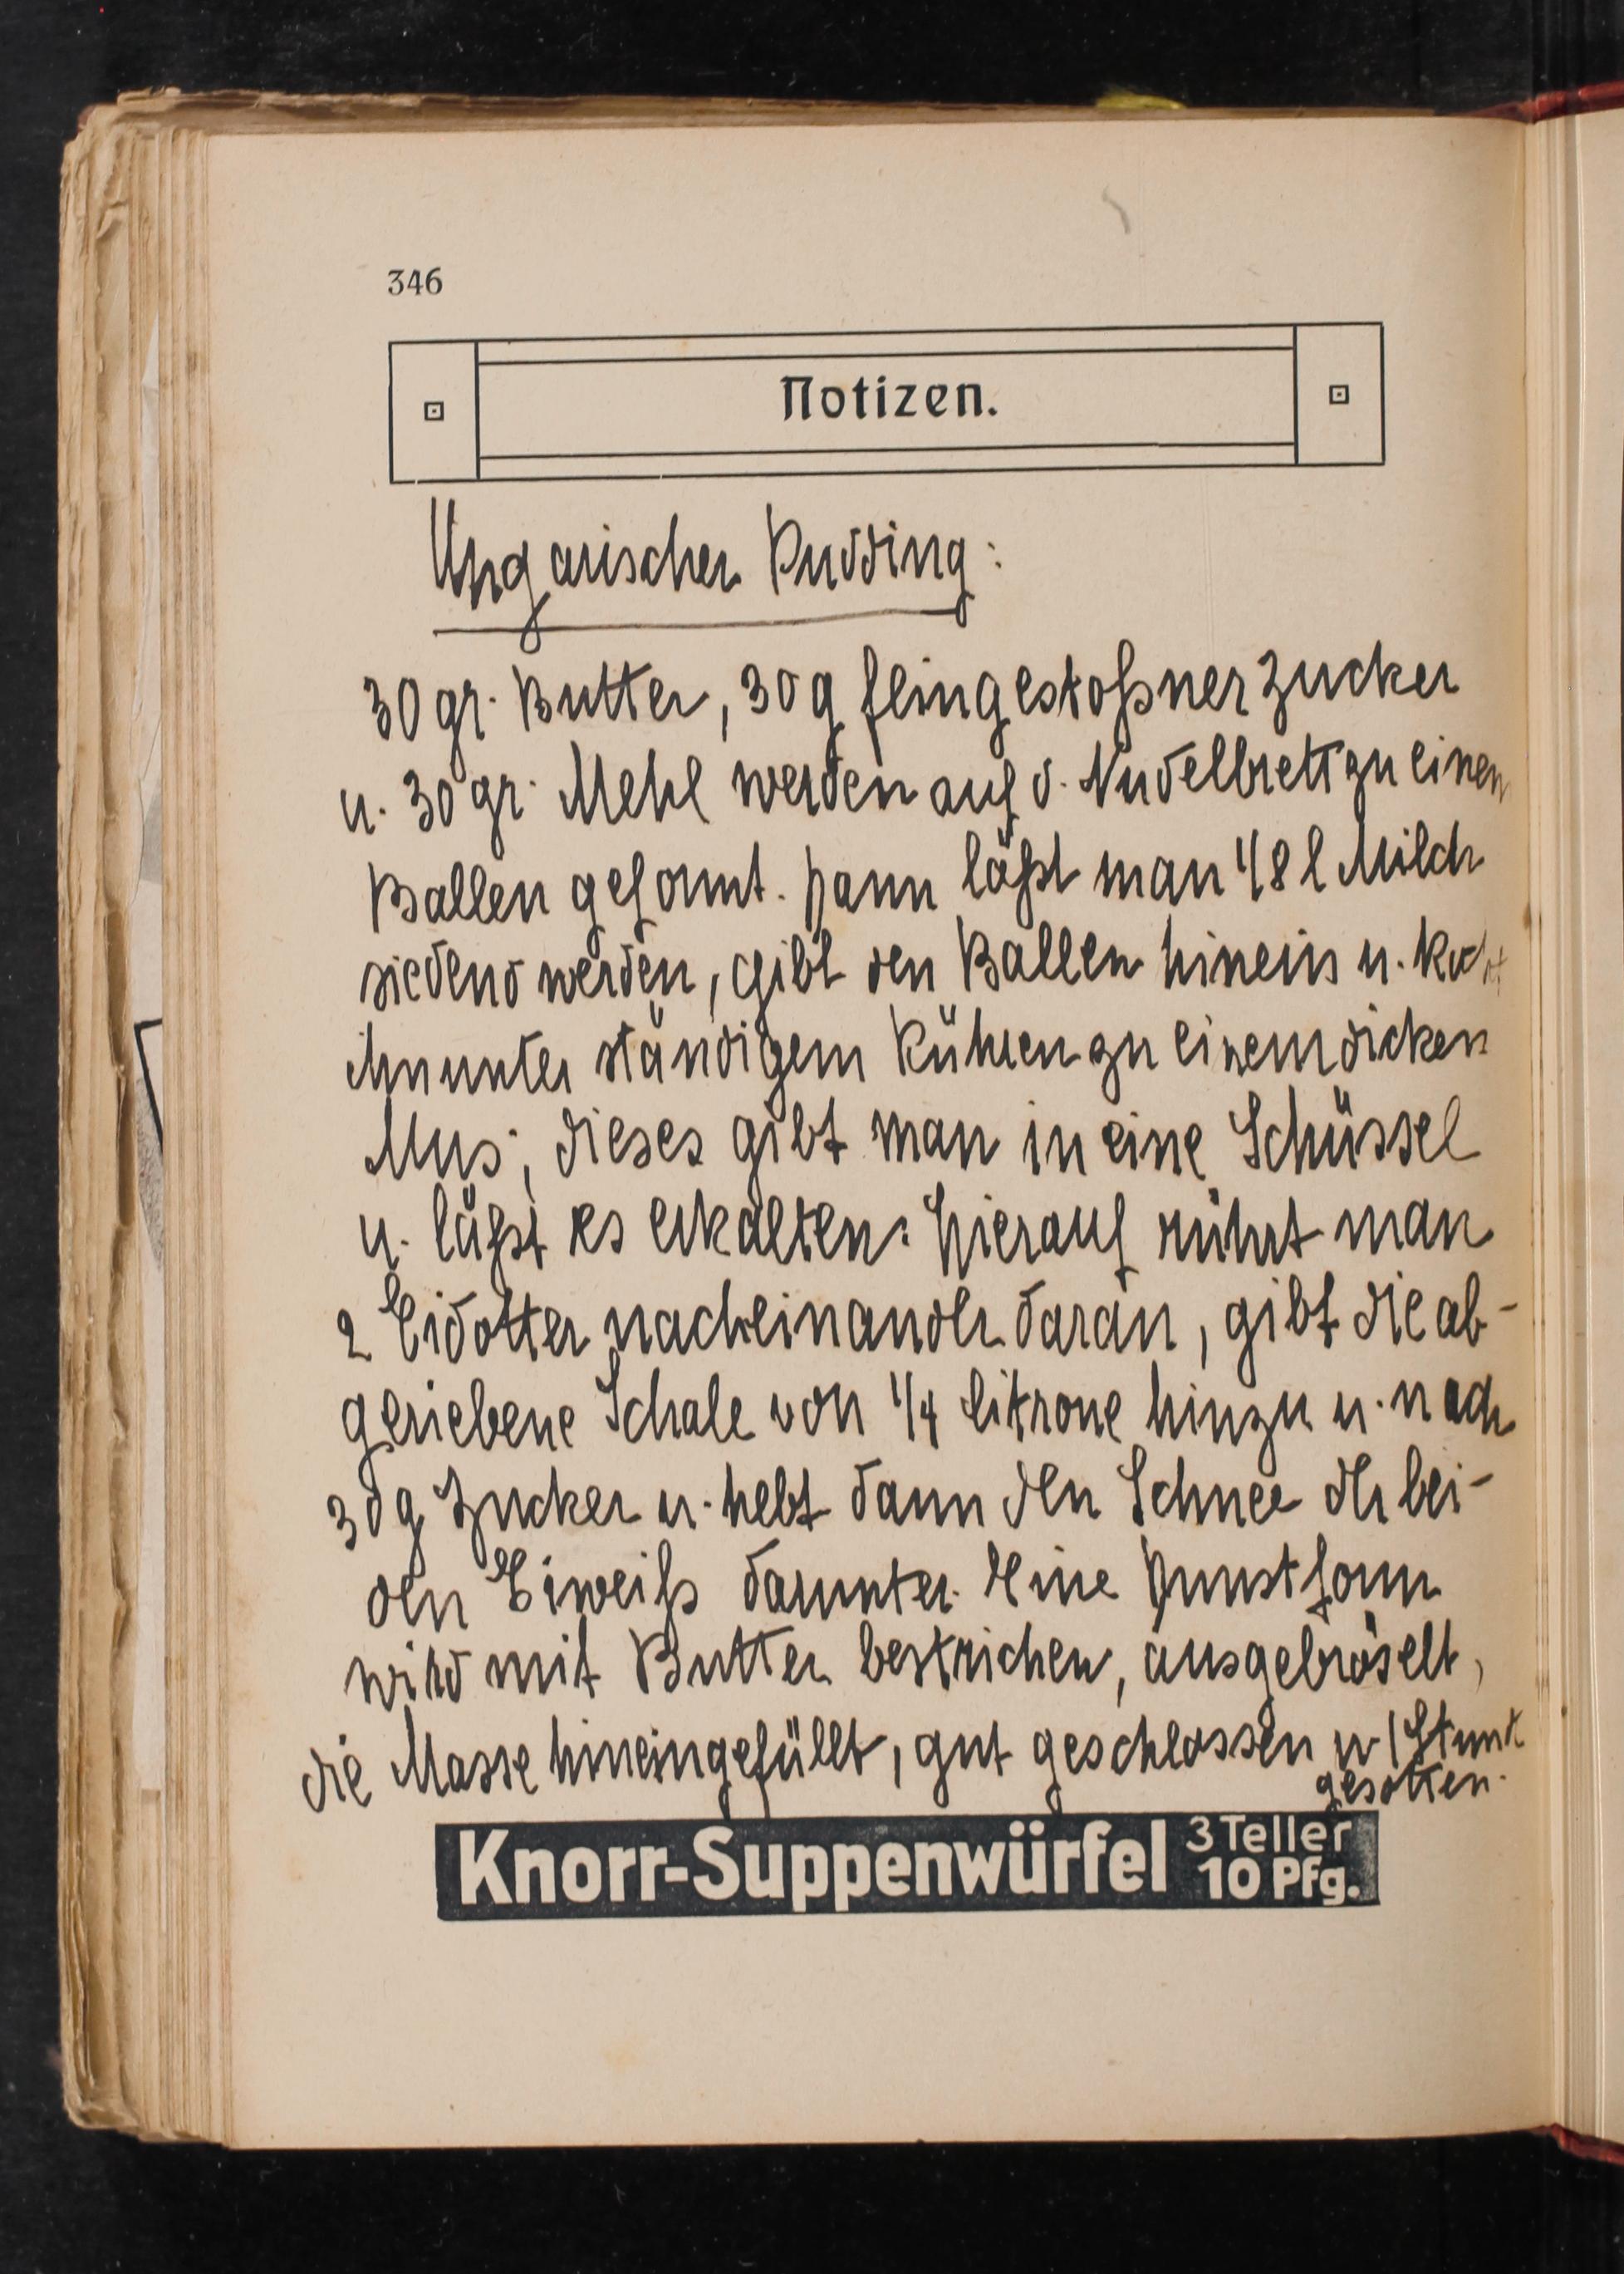 346
Notizen.
Ungarischer Pudding:
30 gr. Butter, 30 g feingestoßner Zucker
u. 30 gr. Mehl werden auf d. Nudelbrett zu einem
Ballen geformt. Dann läßt man 1/8 l Milch
siedend werden, gibt den Ballen hinein u. kocht
ihn unter ständigem Rühren zu einem dicken
Mus; dieses gibt man in eine Schüssel
u. läßt es erkalten. Hierauf rührt man
2 Eidotter nacheinander daran, gibt die ab-
geriebene Schale von 1/4 Citrone hinzu u. noch
30 g Zucker u. hebt dann den Schnee der bei-
den Eiweiß darunter. Eine Dunstform
wird mit Butter bestrichen, ausgebröselt,
die Masse hineingefüllt, gut geschlossen u 1 Stunde
gesotten.
Knorr-Suppenwürfel 3 Teller
10 Pfg.